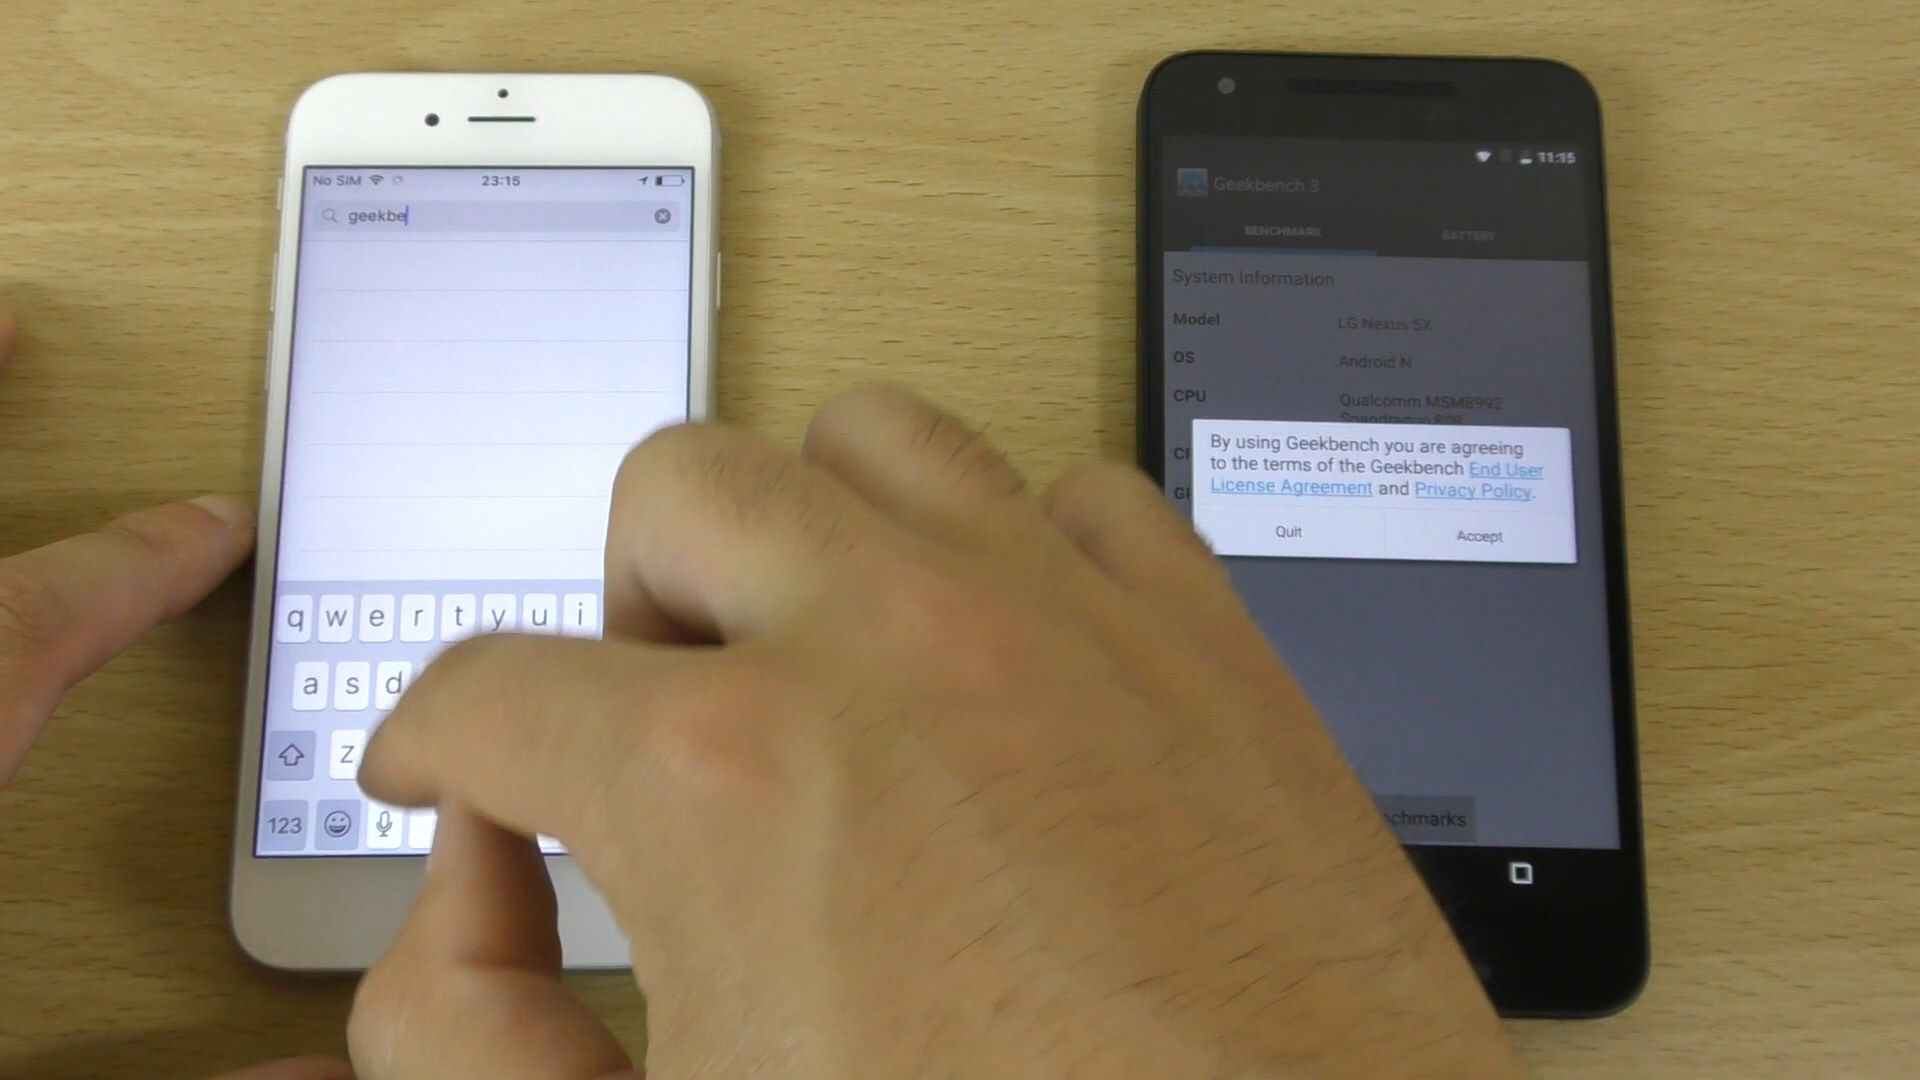 No SIM 23:15
geekbe
q w e r t y u i
a s d
z
123
11:15
Geekbench 3
BENCHMARK BATTERY
System Information
Model LG Nexus 5X
OS Android N
CPU Qualcomm MSM8992
Snapdragon 808
By using Geekbench you are agreeing
to the terms of the Geekbench End User
License Agreement and Privacy Policy.
Quit Accept